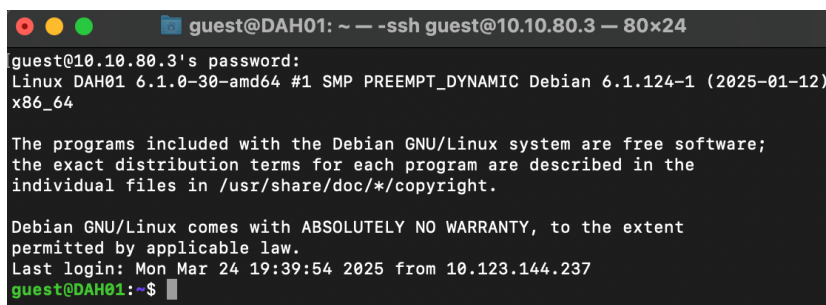 guest@DAH01: ~ — -ssh guest@10.10.80.3 — 80×24
[guest@10.10.80.3's password:
Linux DAH01 6.1.0-30-amd64 #1 SMP PREEMPT_DYNAMIC Debian 6.1.124-1 (2025-01-12)
x86_64
The programs included with the Debian GNU/Linux system are free software;
the exact distribution terms for each program are described in the
individual files in /usr/share/doc/*/copyright.
Debian GNU/Linux comes with ABSOLUTELY NO WARRANTY, to the extent
permitted by applicable law.
Last login: Mon Mar 24 19:39:54 2025 from 10.123.144.237
guest@DAH01:~$